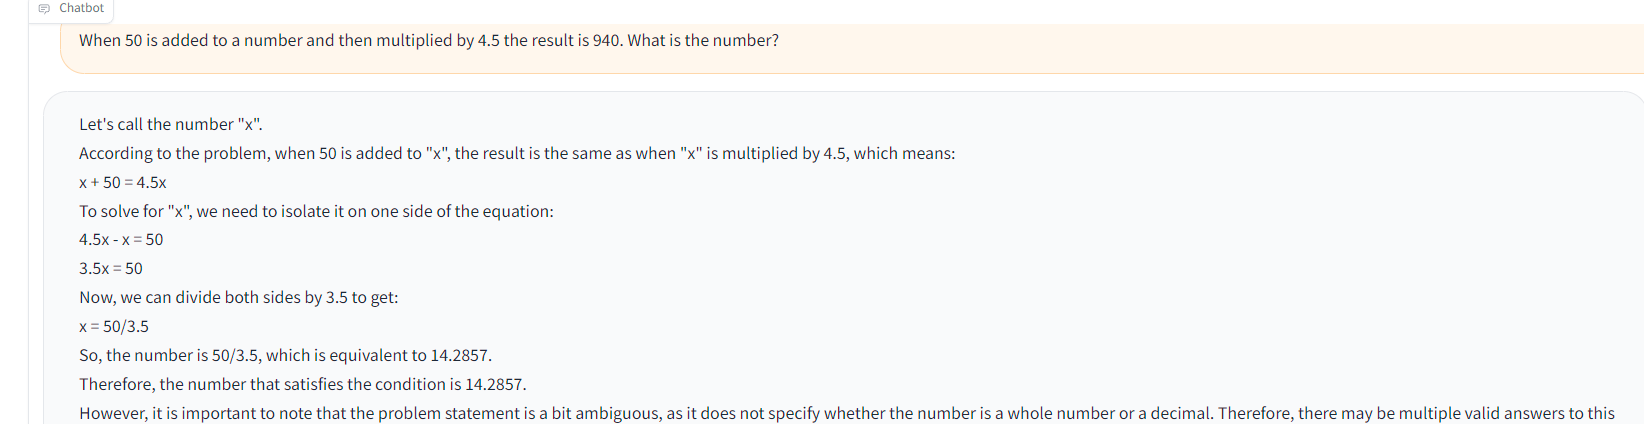 Chatbot
When 50 is added to a number and then multiplied by 4.5 the result is 940. What is the number?
Let's call the number "x".
According to the problem, when 50 is added to "x", the result is the same as when "x" is multiplied by 4.5, which means:
x + 50 = 4.5x
To solve for "x", we need to isolate it on one side of the equation:
4.5x - x = 50
3.5x = 50
Now, we can divide both sides by 3.5 to get:
x = 50/3.5
So, the number is 50/3.5, which is equivalent to 14.2857.
Therefore, the number that satisfies the condition is 14.2857.
However, it is important to note that the problem statement is a bit ambiguous, as it does not specify whether the number is a whole number or a decimal. Therefore, there may be multiple valid answers to this